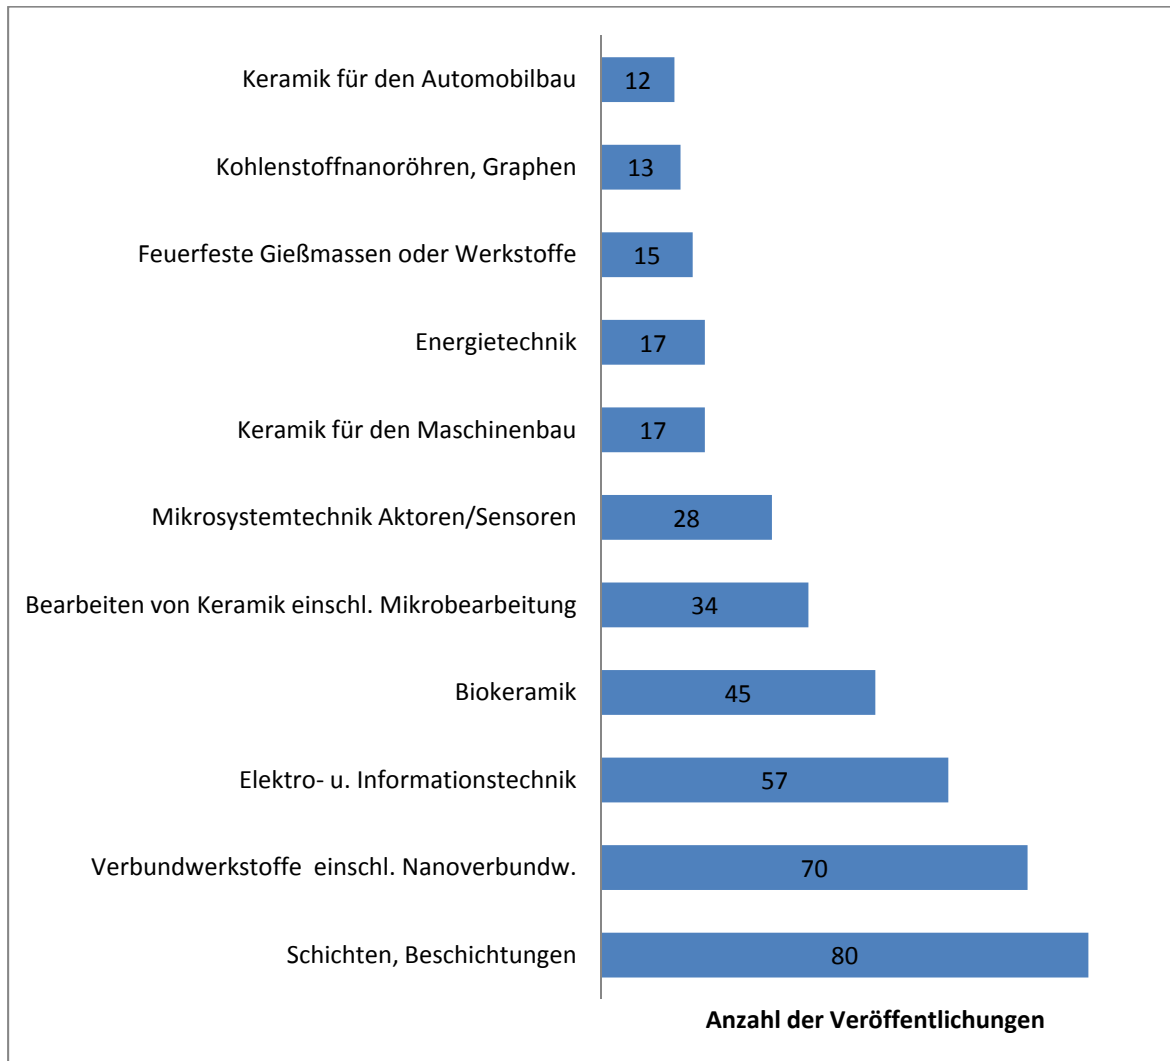 Keramik für den Automobilbau 12
Kohlenstoffnanoröhren, Graphen 13
Feuerfeste Gießmassen oder Werkstoffe 15
Energietechnik 17
Keramik für den Maschinenbau 17
Mikrosystemtechnik Aktoren/Sensoren 28
Bearbeiten von Keramik einschl. Mikrobearbeitung 34
Biokeramik 45
Elektro- u. Informationstechnik 57
Verbundwerkstoffe einschl. Nanoverbundw. 70
Schichten, Beschichtungen 80
Anzahl der Veröffentlichungen